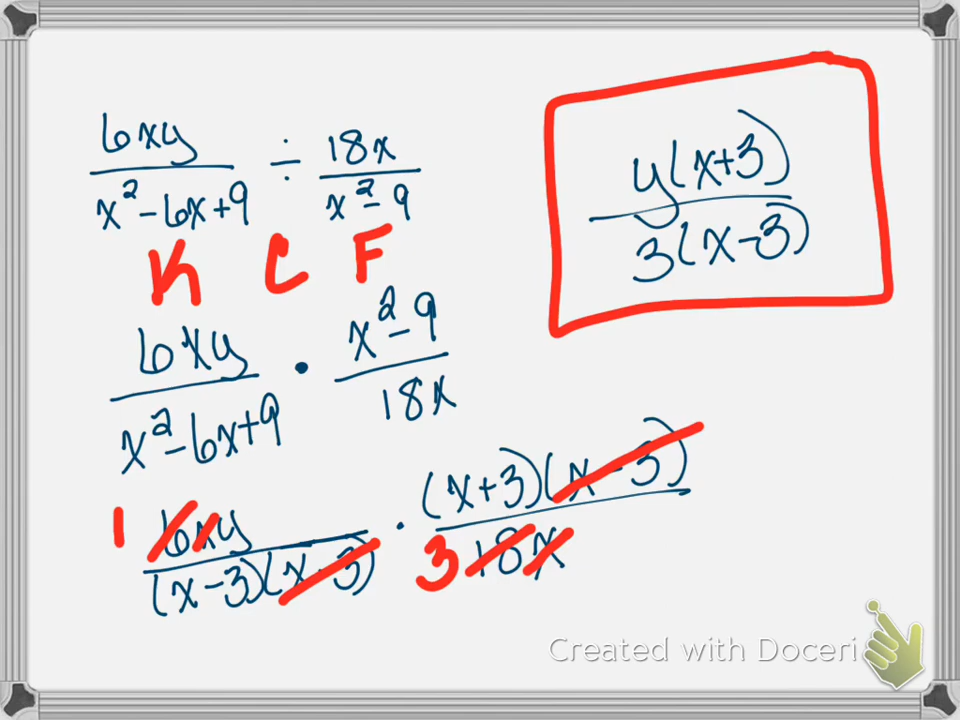 6xy / x² - 6x + 9 ÷ 18x / x² - 9
K C F
6xy / x² - 6x + 9 · x² - 9 / 18x
1 6xy / (x - 3)(x - 3) · (x + 3)(x - 3) / 3 18x
y(x + 3) / 3(x - 3)
Created with Doceri